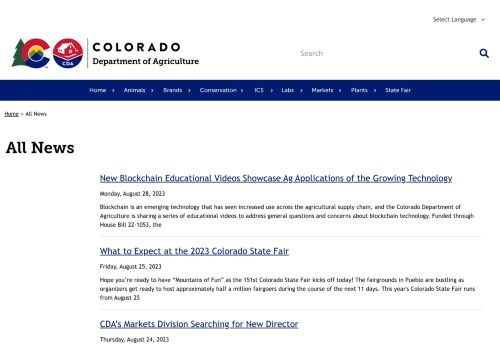 Select Language
COLORADO
Department of Agriculture
CDA
Search
Home Animals Brands Conservation ICS Labs Markets Plants State Fair
Home › All News
All News
New Blockchain Educational Videos Showcase Ag Applications of the Growing Technology
Monday, August 28, 2023
Blockchain is an emerging technology that has seen increased use across the agricultural supply chain, and the Colorado Department of
Agriculture is sharing a series of educational videos to address general questions and concerns about blockchain technology. Funded through
House Bill 22-1053, the
What to Expect at the 2023 Colorado State Fair
Friday, August 25, 2023
Hope you're ready to have “Mountains of Fun” as the 151st Colorado State Fair kicks off today! The fairgrounds in Pueblo are bustling as
organizers get ready to host approximately half a million fairgoers during the course of the next 11 days. This year's Colorado State Fair runs
from August 25
CDA's Markets Division Searching for New Director
Thursday, August 24, 2023